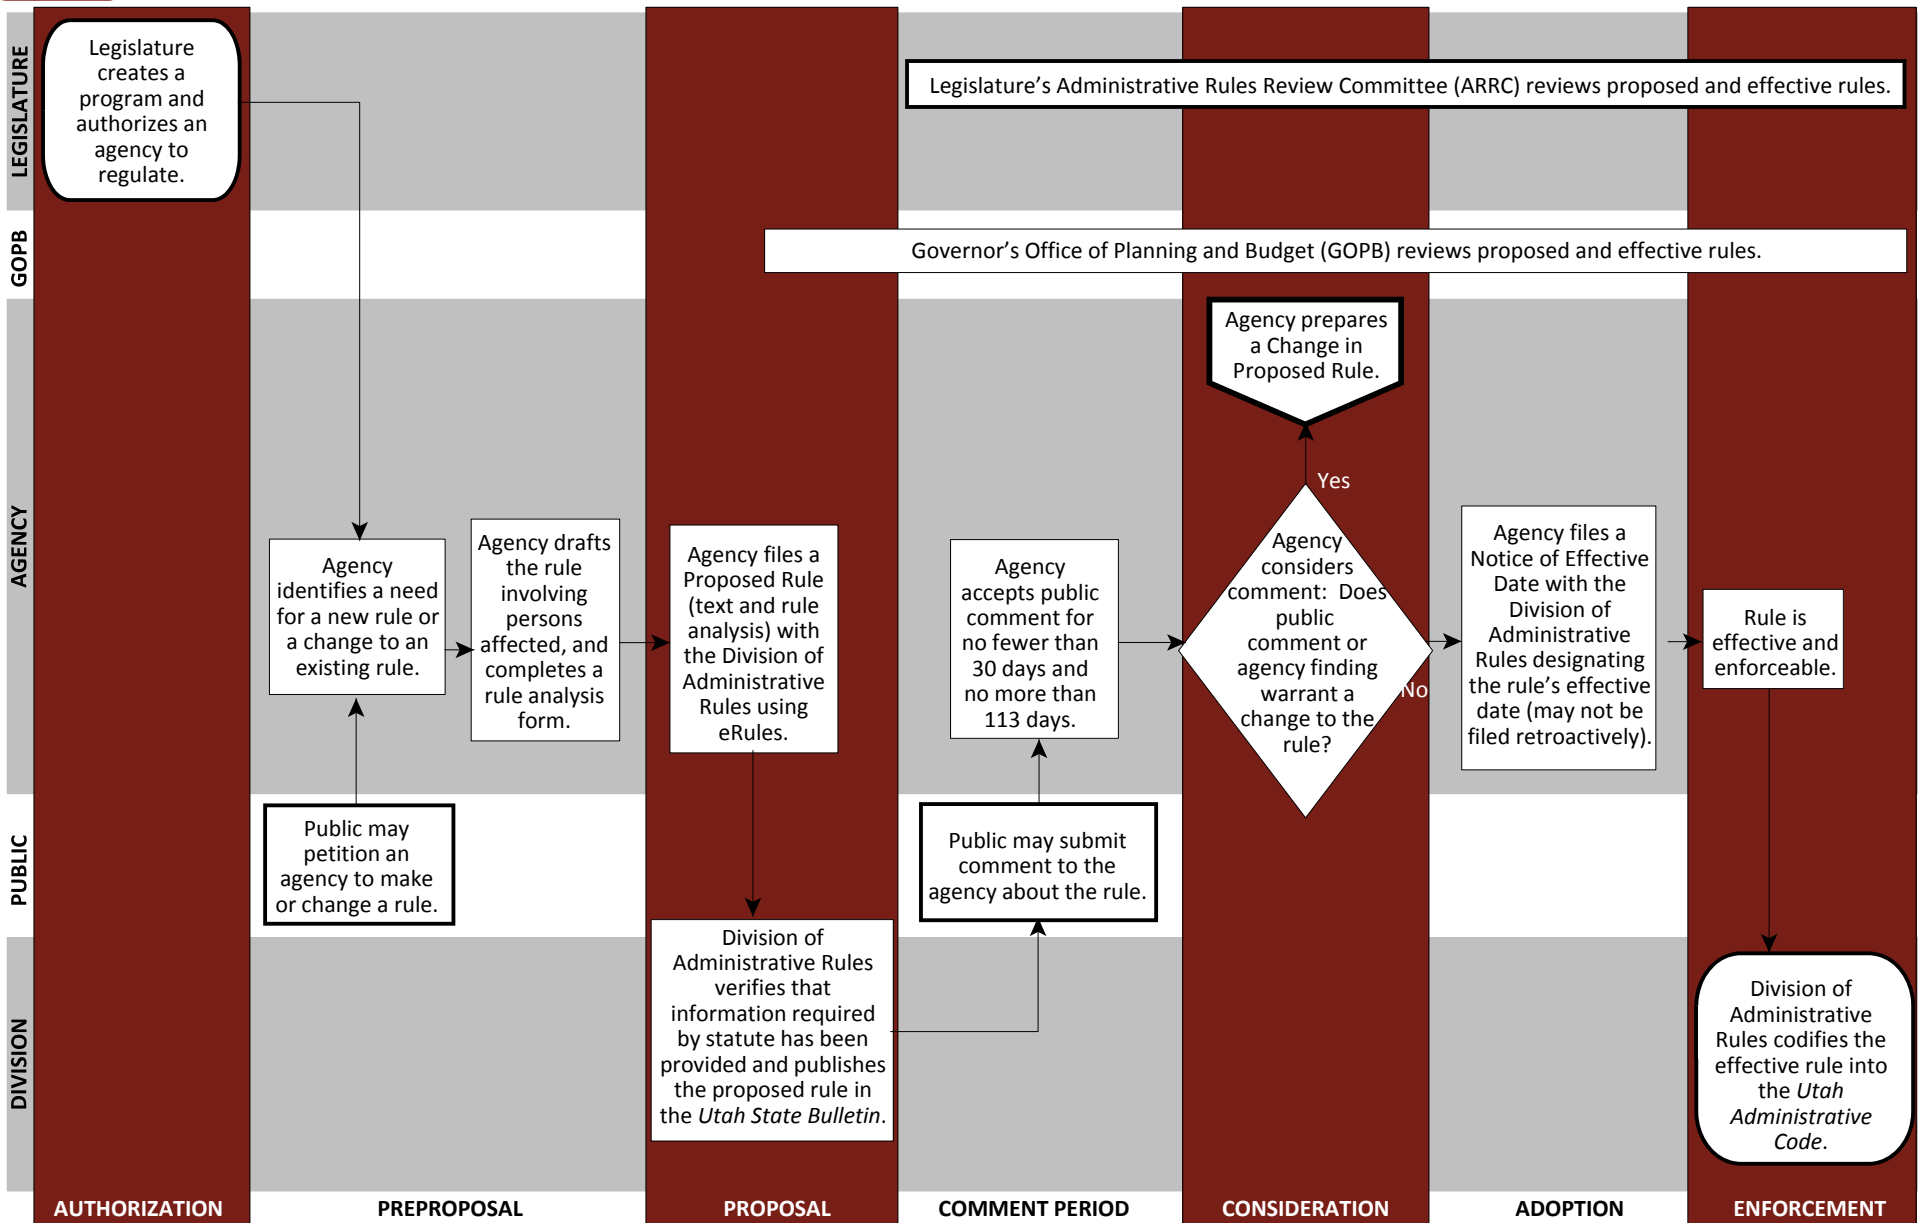 LEGISLATURE
Legislature
creates a
program and
authorizes an
agency to
regulate.
Legislature's Administrative Rules Review Committee (ARRC) reviews proposed and effective rules.
GOPB
Governor's Office of Planning and Budget (GOPB) reviews proposed and effective rules.
AGENCY
Agency
identifies a need
for a new rule or
a change to an
existing rule.
Agency drafts
the rule
involving
persons
affected, and
completes a
rule analysis
form.
Agency files a
Proposed Rule
(text and rule
analysis) with
the Division of
Administrative
Rules using
eRules.
Agency
accepts public
comment for
no fewer than
30 days and
no more than
113 days.
Agency prepares
a Change in
Proposed Rule.
Yes
Agency
considers
comment: Does
public
comment or
agency finding
warrant a
change to the
rule?
No
Agency files a
Notice of Effective
Date with the
Division of
Administrative
Rules designating
the rule's effective
date (may not be
filed retroactively).
Rule is
effective and
enforceable.
PUBLIC
Public may
petition an
agency to make
or change a rule.
Public may submit
comment to the
agency about the rule.
DIVISION
Division of
Administrative Rules
verifies that
information required
by statute has been
provided and publishes
the proposed rule in
the Utah State Bulletin.
Division of
Administrative
Rules codifies the
effective rule into
the Utah
Administrative
Code.
AUTHORIZATION
PREPROPOSAL
PROPOSAL
COMMENT PERIOD
CONSIDERATION
ADOPTION
ENFORCEMENT